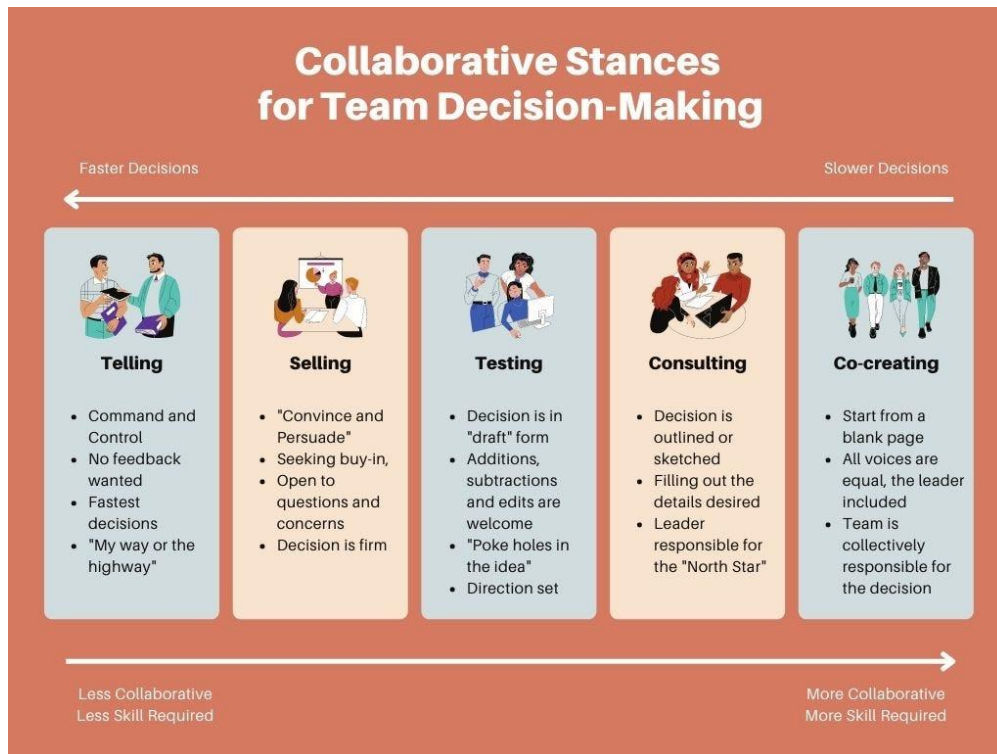 Collaborative Stances
for Team Decision-Making
Faster Decisions
Slower Decisions
Telling
• Command and
Control
• No feedback
wanted
• Fastest
decisions
• "My way or the
highway"
Selling
• "Convince and
Persuade"
• Seeking buy-in,
• Open to
questions and
concerns
• Decision is firm
Testing
• Decision is in
"draft" form
• Additions,
subtractions
and edits are
welcome
• "Poke holes in
the idea"
• Direction set
Consulting
• Decision is
outlined or
sketched
• Filling out the
details desired
• Leader
responsible for
the "North Star"
Co-creating
• Start from a
blank page
• All voices are
equal, the leader
included
• Team is
collectively
responsible for
the decision
Less Collaborative
Less Skill Required
More Collaborative
More Skill Required